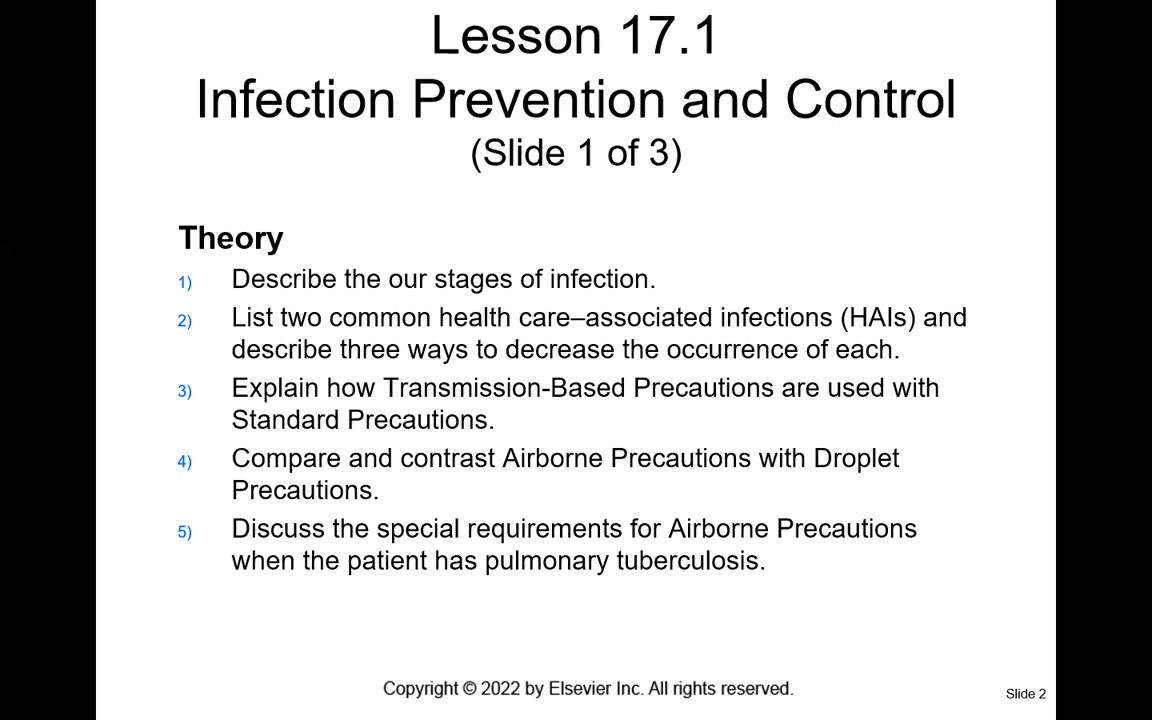 Lesson 17.1
Infection Prevention and Control
(Slide 1 of 3)
Theory
1) Describe the our stages of infection.
2) List two common health care–associated infections (HAIs) and
describe three ways to decrease the occurrence of each.
3) Explain how Transmission-Based Precautions are used with
Standard Precautions.
4) Compare and contrast Airborne Precautions with Droplet
Precautions.
5) Discuss the special requirements for Airborne Precautions
when the patient has pulmonary tuberculosis.
Copyright © 2022 by Elsevier Inc. All rights reserved.
Slide 2